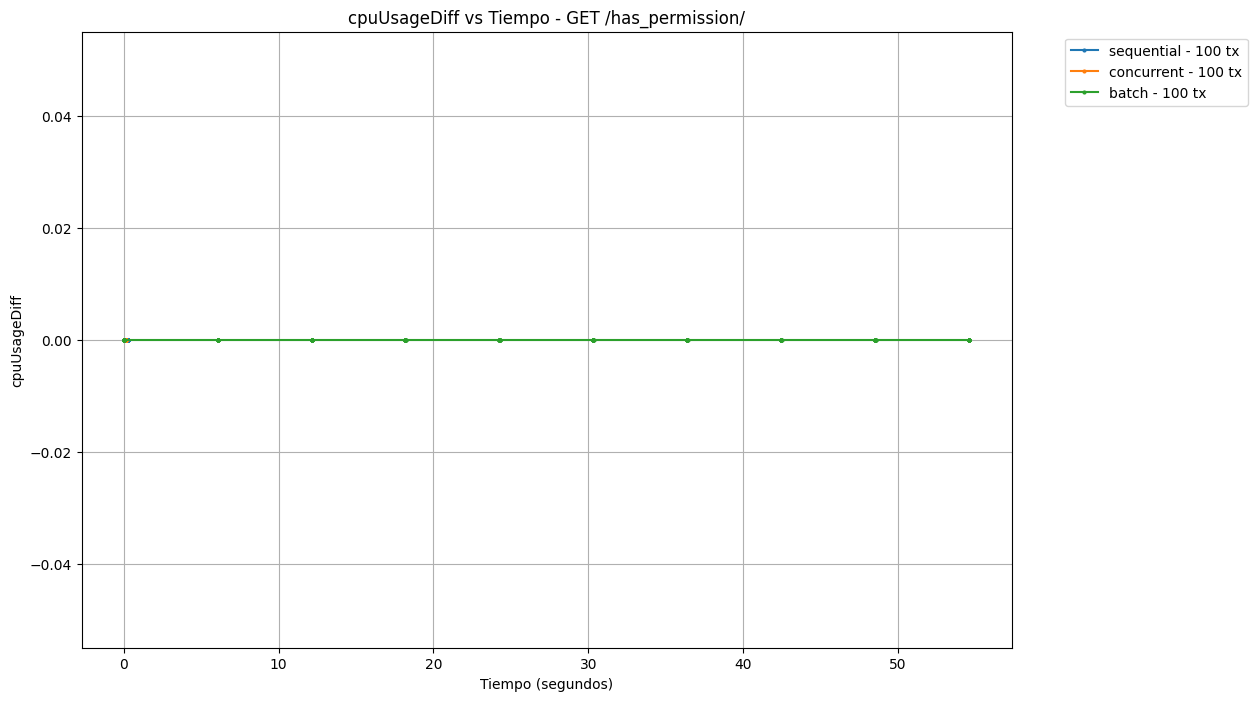 cpuUsageDiff vs Tiempo - GET /has_permission/
sequential - 100 tx
concurrent - 100 tx
batch - 100 tx
cpuUsageDiff
0.04
0.02
0.00
−0.02
−0.04
0
10
20
30
40
50
Tiempo (segundos)